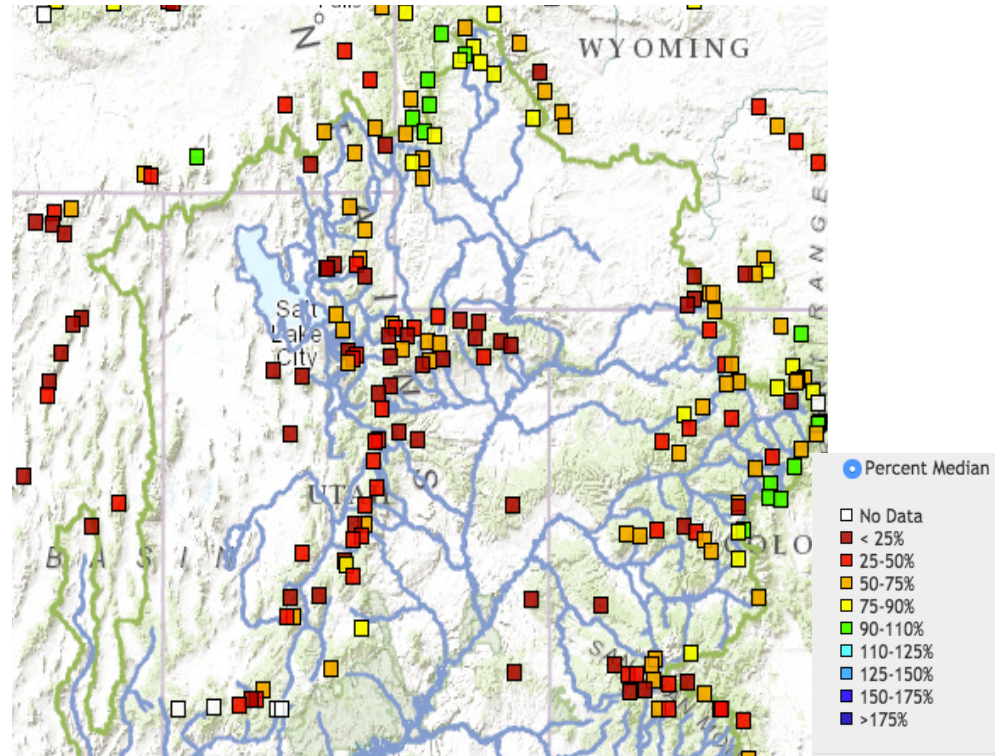 WYOMING
RANGE
Salt
Lake
City
UTAH
BASIN
COLO
Percent Median
No Data
< 25%
25-50%
50-75%
75-90%
90-110%
110-125%
125-150%
150-175%
>175%